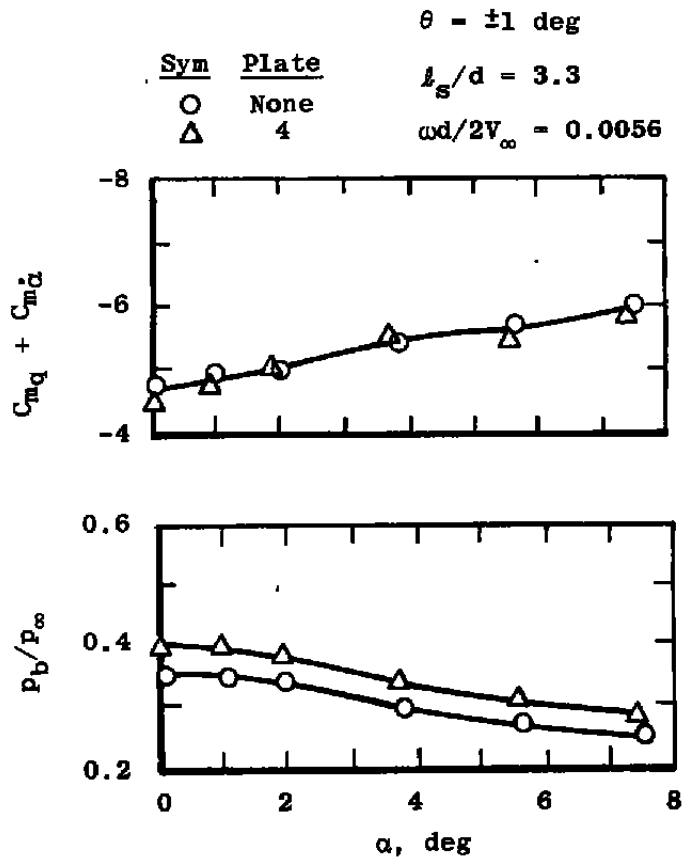 θ = ±1 deg
Sym Plate
ℓs/d = 3.3
○ None
△ 4
ωd/2V∞ = 0.0056
-8
-6
-4
Cmq + Cmα̇
0.6
0.4
0.2
pb/p∞
0 2 4 6 8
α, deg